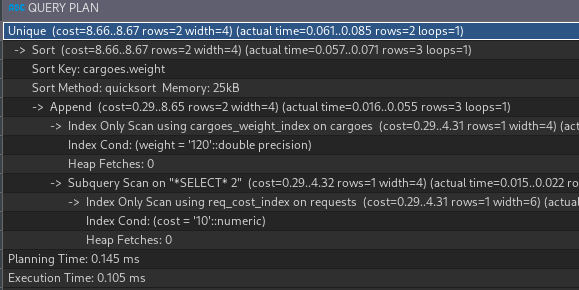 QUERY PLAN
Unique (cost=8.66..8.67 rows=2 width=4) (actual time=0.061..0.085 rows=2 loops=1)
-> Sort (cost=8.66..8.67 rows=2 width=4) (actual time=0.057..0.071 rows=3 loops=1)
Sort Key: cargoes.weight
Sort Method: quicksort Memory: 25kB
-> Append (cost=0.29..8.65 rows=2 width=4) (actual time=0.016..0.055 rows=3 loops=1)
-> Index Only Scan using cargoes_weight_index on cargoes (cost=0.29..4.31 rows=1 width=4) (act
Index Cond: (weight = '120'::double precision)
Heap Fetches: 0
-> Subquery Scan on "*SELECT* 2" (cost=0.29..4.32 rows=1 width=4) (actual time=0.015..0.022 ro
-> Index Only Scan using req_cost_index on requests (cost=0.29..4.31 rows=1 width=6) (actual
Index Cond: (cost = '10'::numeric)
Heap Fetches: 0
Planning Time: 0.145 ms
Execution Time: 0.105 ms